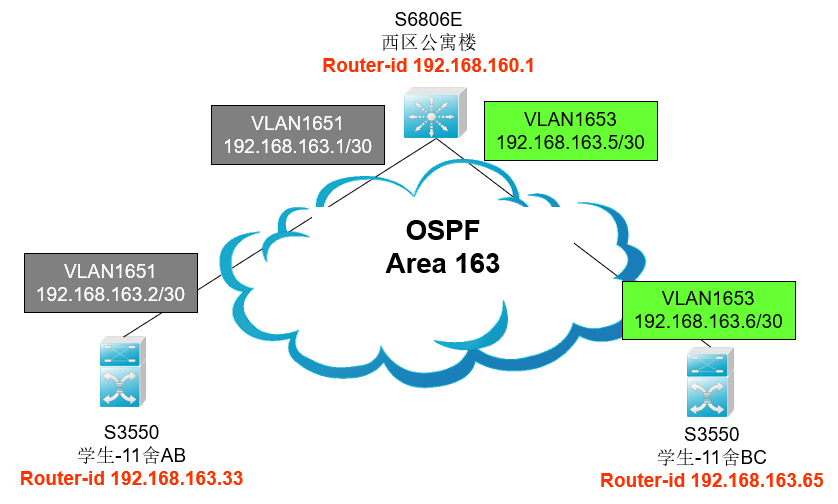 S6806E
西区公寓楼
Router-id 192.168.160.1
VLAN1651
192.168.163.1/30
VLAN1653
192.168.163.5/30
OSPF
Area 163
VLAN1651
192.168.163.2/30
VLAN1653
192.168.163.6/30
S3550
学生-11舍AB
Router-id 192.168.163.33
S3550
学生-11舍BC
Router-id 192.168.163.65